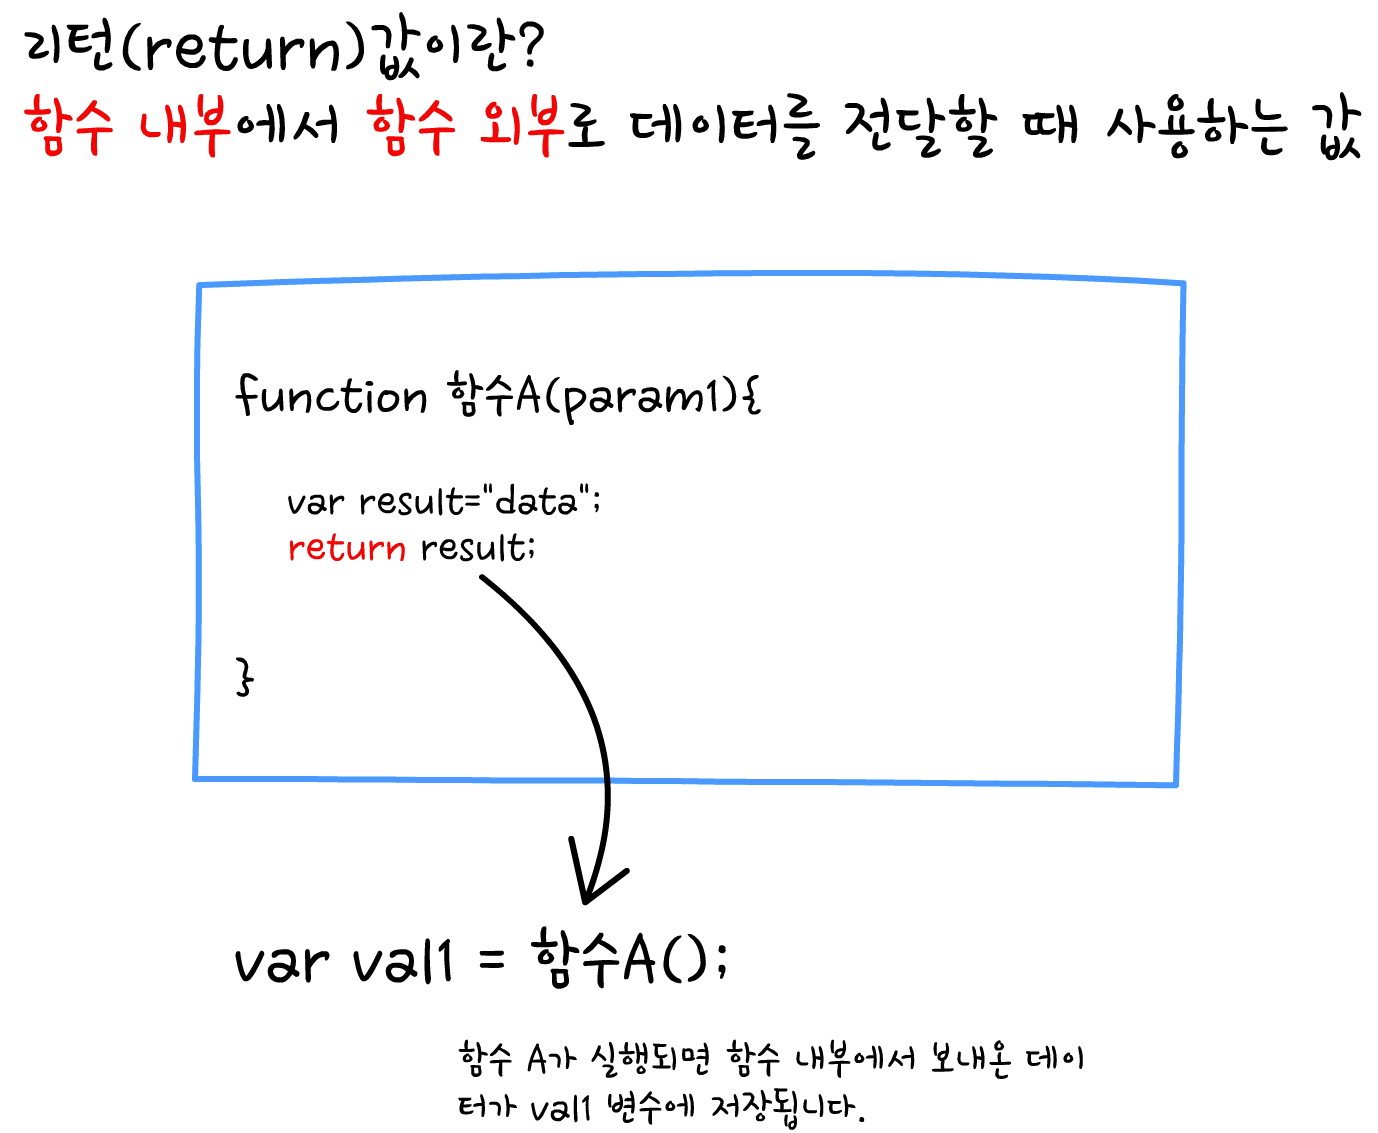 리턴(return)값이란?
함수 내부에서 함수 외부로 데이터를 전달할 때 사용하는 값
function 함수A(param1){
var result="data";
return result;
}
var val1 = 함수A();
함수 A가 실행되면 함수 내부에서 보내온 데이
터가 val1 변수에 저장됩니다.